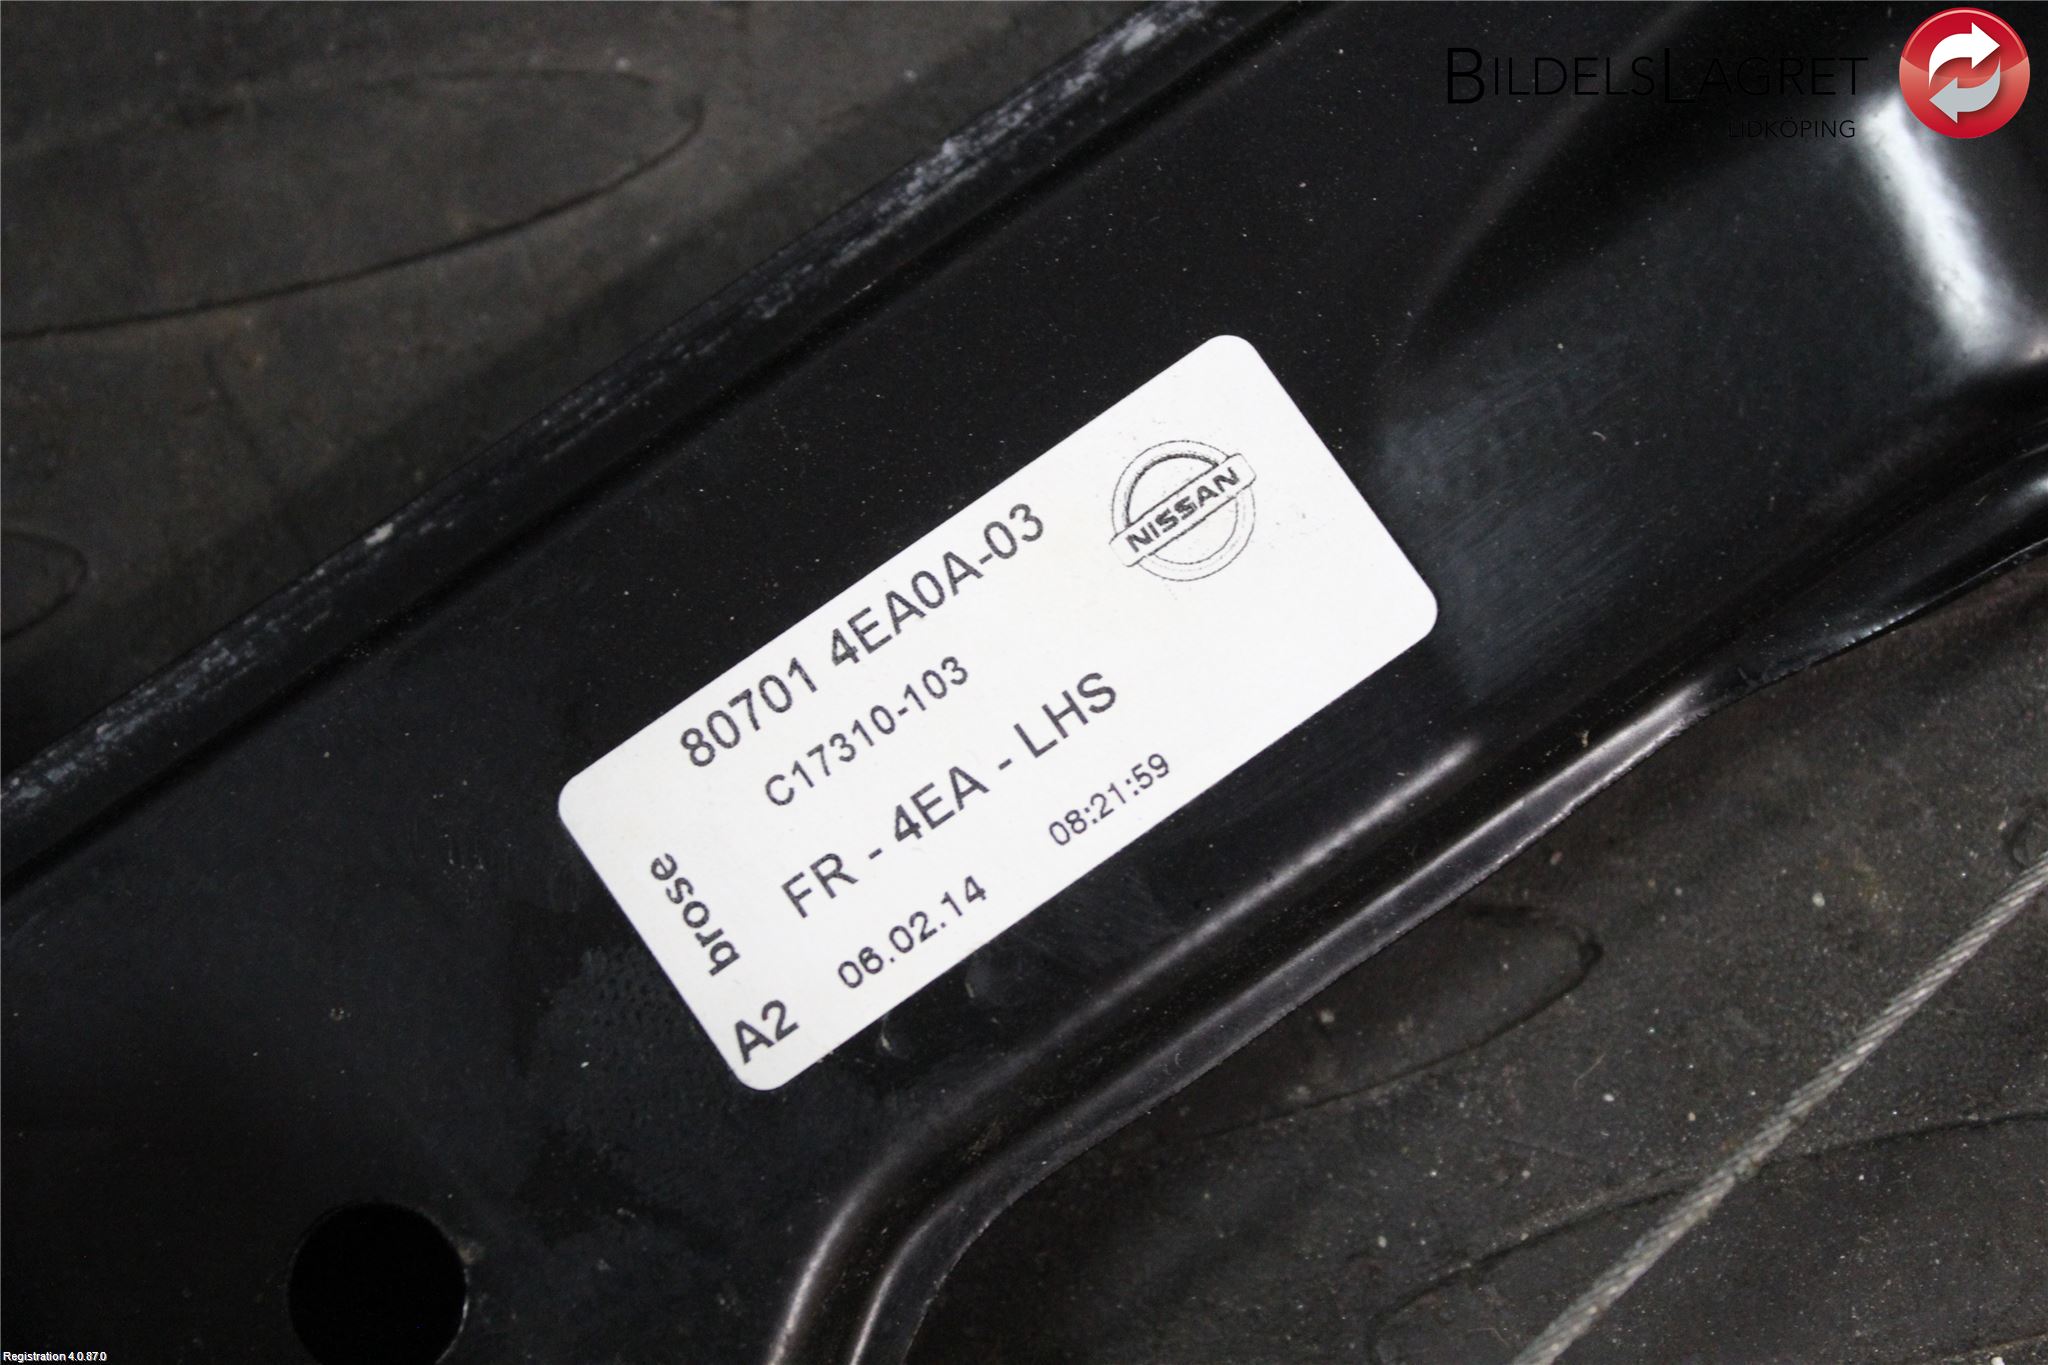 BILDELSLAGRET
LIDKÖPING
NISSAN
80701 4EA0A-03
C17310-103
FR - 4EA - LHS
brose
06.02.14 08:21:59
A2
Registration 4.0.87.0